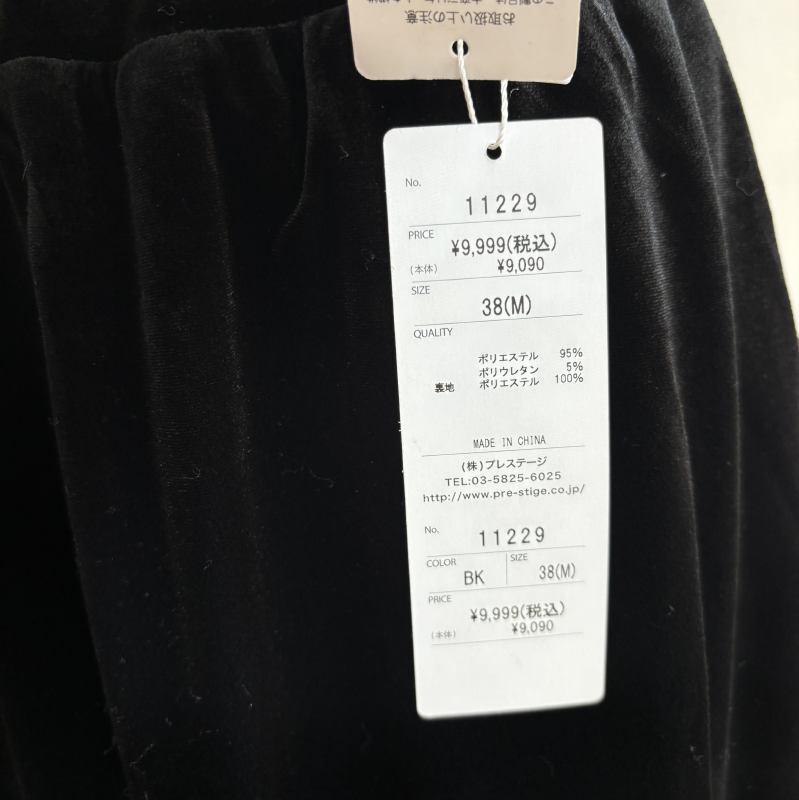 お取扱い上の注意
No.
11229
PRICE
¥9,999(税込)
(本体) ¥9,090
SIZE
38(M)
QUALITY
ポリエステル 95%
ポリウレタン 5%
裏地 ポリエステル 100%
MADE IN CHINA
(株)プレステージ
TEL:03-5825-6025
http://www.pre-stige.co.jp/
No.
11229
COLOR SIZE
BK 38(M)
PRICE
¥9,999(税込)
(本体) ¥9,090